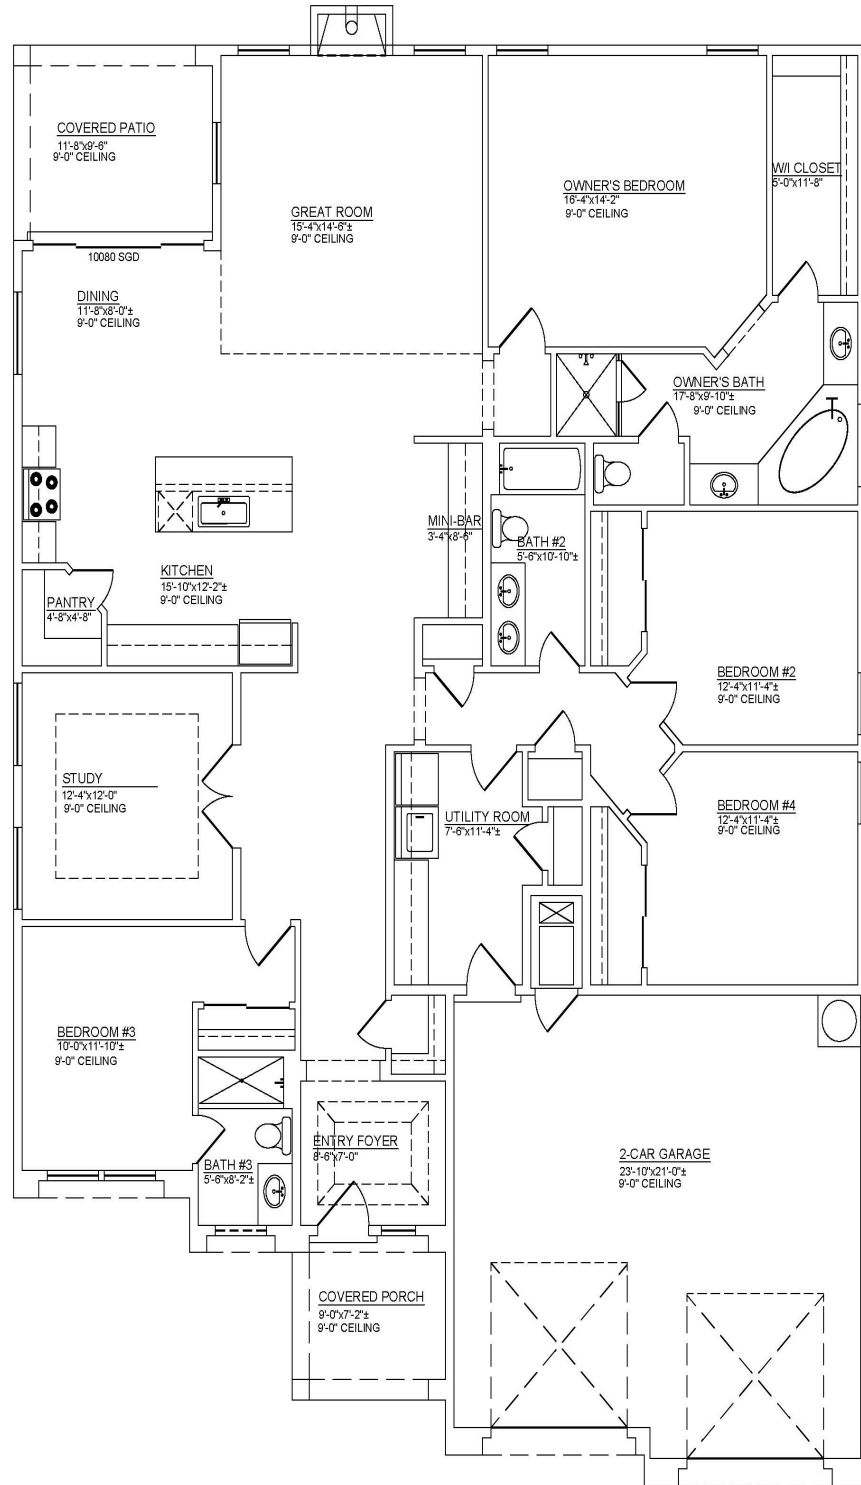 COVERED PATIO
11'-8"x9'-6"
9'-0" CEILING
GREAT ROOM
15'-4"x14'-6"±
9'-0" CEILING
OWNER'S BEDROOM
16'-4"x14'-2"
9'-0" CEILING
W/I CLOSET
5'-0"x11'-8"
10080 SGD
DINING
11'-8"x8'-0"±
9'-0" CEILING
OWNER'S BATH
17'-8"x9'-10"±
9'-0" CEILING
MINI-BAR
3'-4"x8'-6"
BATH #2
5'-6"x10'-10"±
KITCHEN
15'-10"x12'-2"±
9'-0" CEILING
PANTRY
4'-8"x4'-8"
BEDROOM #2
12'-4"x11'-4"±
9'-0" CEILING
STUDY
12'-4"x12'-0"
9'-0" CEILING
UTILITY ROOM
7'-6"x11'-4"±
BEDROOM #4
12'-4"x11'-4"±
9'-0" CEILING
BEDROOM #3
10'-0"x11'-10"±
9'-0" CEILING
BATH #3
5'-6"x8'-2"±
ENTRY FOYER
8'-6"x7'-0"
2-CAR GARAGE
23'-10"x21'-0"±
9'-0" CEILING
COVERED PORCH
9'-0"x7'-2"±
9'-0" CEILING